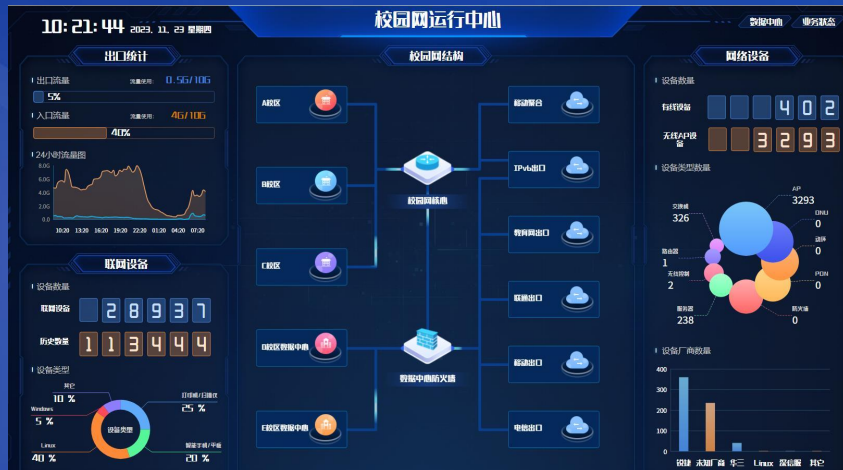 10:21:44 2023. 11. 23 星期四
校园网运行中心
数据中心 业务状态
出口统计
出口流量 流量使用: 0.5G/10G
5%
入口流量 流量使用: 4G/10G
40%
24小时流量图
8.0G
6.0G
4.0G
2.0G
0.0
10:20 13:20 16:20 19:20 22:20 01:20 04:20 07:20
联网设备
设备数量
联网设备 28937
历史数量 113444
设备类型
其它
10 %
Windows
5 %
Linux
40 %
打印机/扫描仪
25 %
智能手机/平板
20 %
设备类型
校园网结构
A校区
B校区
C校区
D校区数据中心
E校区数据中心
校园网核心
数据中心防火墙
移动聚合
IPv6出口
教育网出口
联通出口
移动出口
电信出口
网络设备
设备数量
有线设备 402
无线AP设备 3293
设备类型数量
AP
3293
ONU
0
0
PON
0
防火墙
0
服务器
238
无线控制
2
路由器
1
交换机
326
设备厂商数量
400
300
200
100
0
锐捷 未知厂商 华三 Linux 深信服 其它